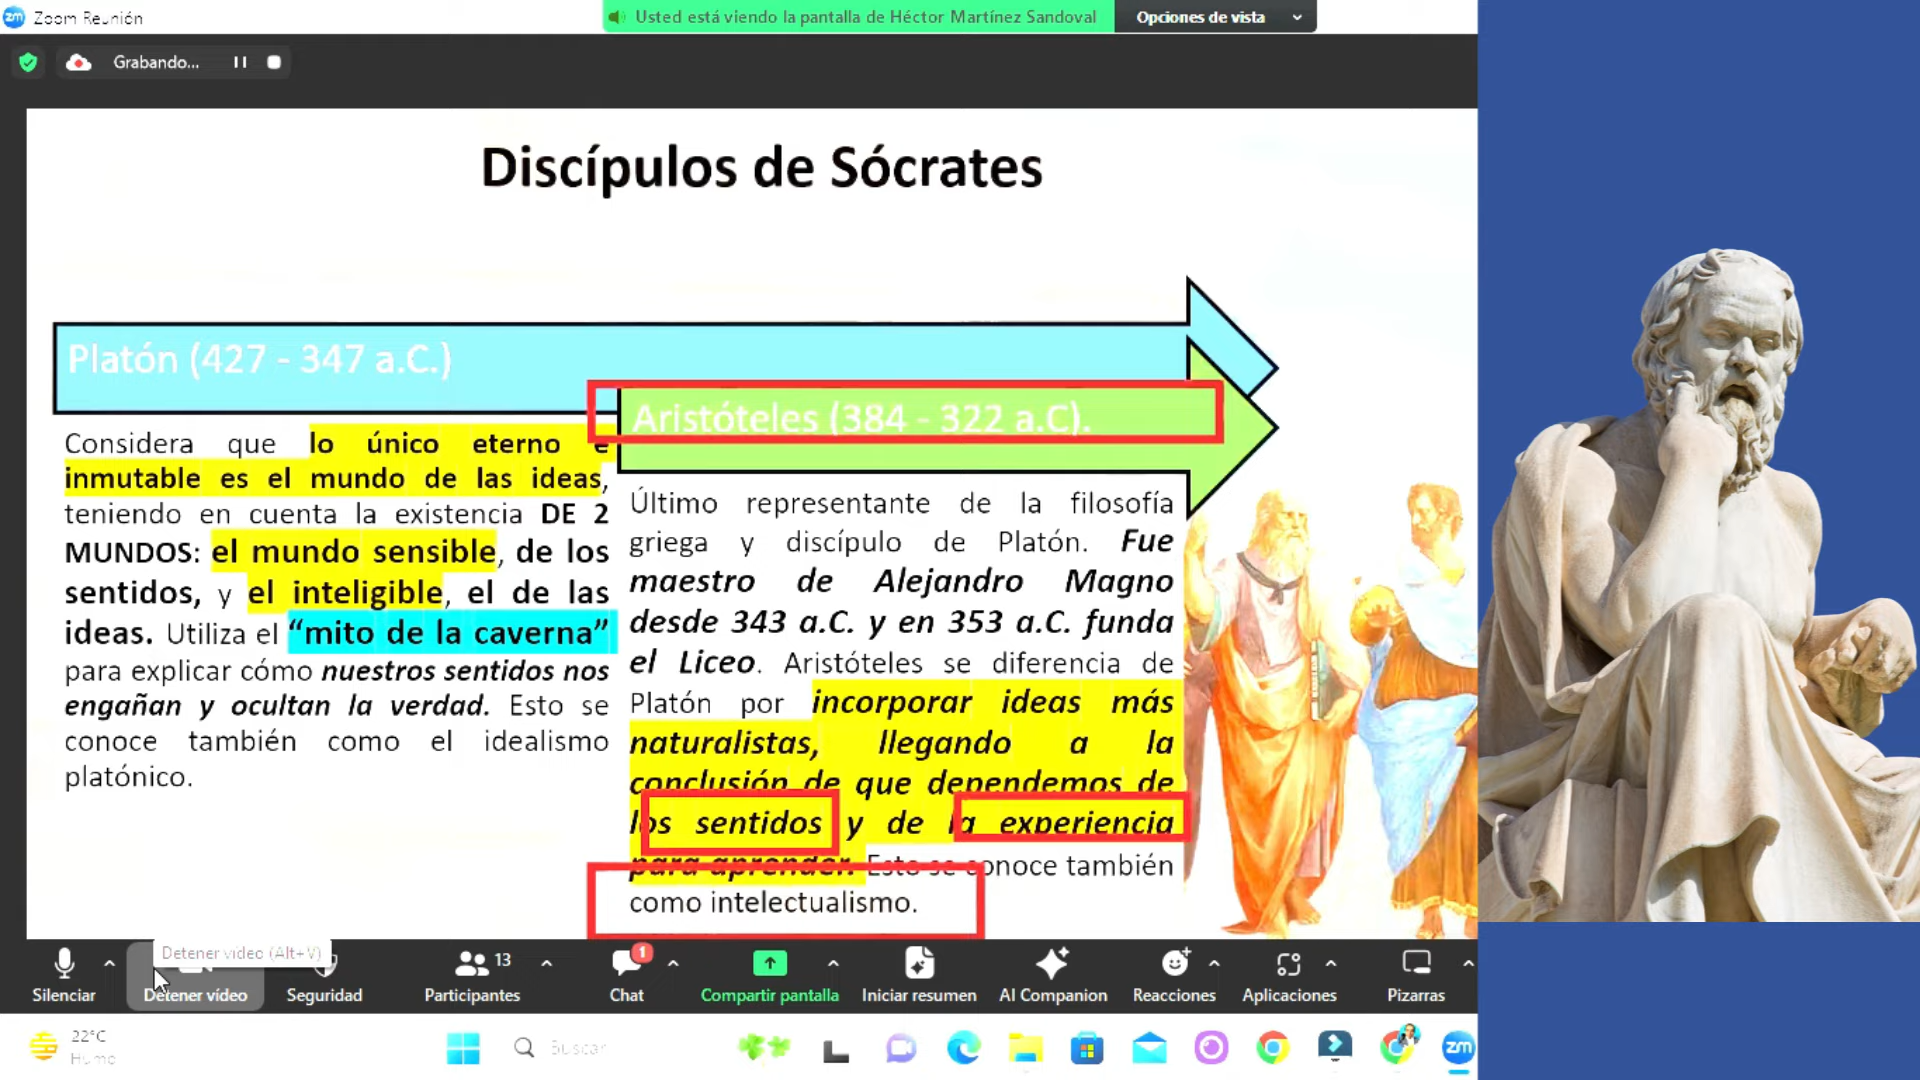 Zoom Reunión
Usted está viendo la pantalla de Héctor Martínez Sandoval
Opciones de vista
Grabando...
Discípulos de Sócrates
Platón (427 - 347 a.C.)
Considera que lo único eterno e
inmutable es el mundo de las ideas,
teniendo en cuenta la existencia DE 2
MUNDOS: el mundo sensible, de los
sentidos, y el inteligible, el de las
ideas. Utiliza el “mito de la caverna”
para explicar cómo nuestros sentidos nos
engañan y ocultan la verdad. Esto se
conoce también como el idealismo
platónico.
Aristóteles (384 - 322 a.C).
Último representante de la filosofía
griega y discípulo de Platón. Fue
maestro de Alejandro Magno
desde 343 a.C. y en 353 a.C. funda
el Liceo. Aristóteles se diferencia de
Platón por incorporar ideas más
naturalistas, llegando a la
conclusión de que dependemos de
los sentidos y de la experiencia
para aprender. Esto se conoce también
como intelectualismo.
Detener vídeo (Alt+V)
13
1
Silenciar
Detener vídeo
Seguridad
Participantes
Chat
Compartir pantalla
Iniciar resumen
AI Companion
Reacciones
Aplicaciones
Pizarras
22°C
Humo
Buscar
zm